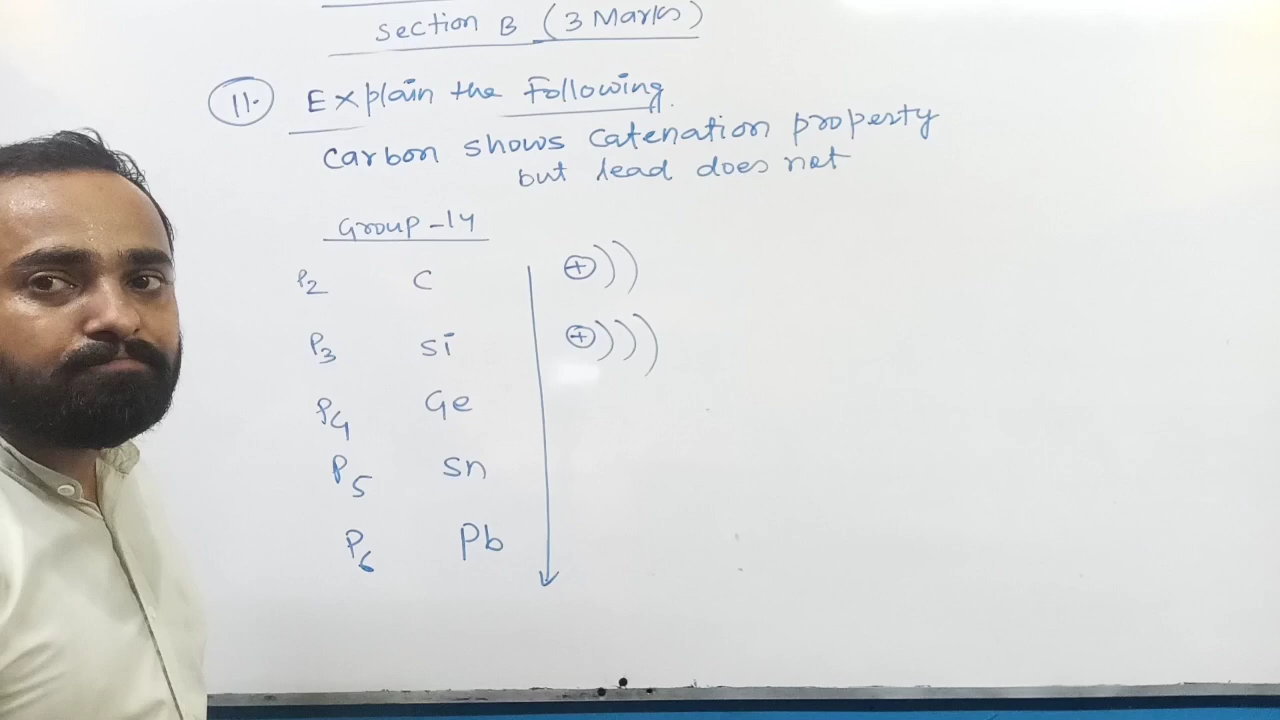 Section B (3 Marks)
11. Explain the following.
Carbon shows catenation property
but lead does not
Group-14
P2 C +
P3 Si +
P4 Ge
P5 Sn
P6 Pb